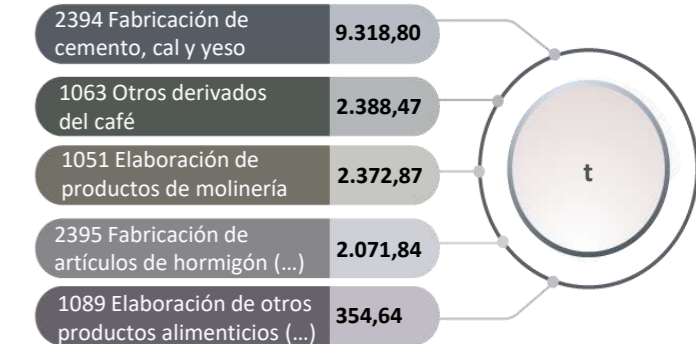 2394 Fabricación de
cemento, cal y yeso
9.318,80
1063 Otros derivados
del café
2.388,47
1051 Elaboración de
productos de molinería
2.372,87
2395 Fabricación de
artículos de hormigón (...)
2.071,84
1089 Elaboración de otros
productos alimenticios (...)
354,64
t